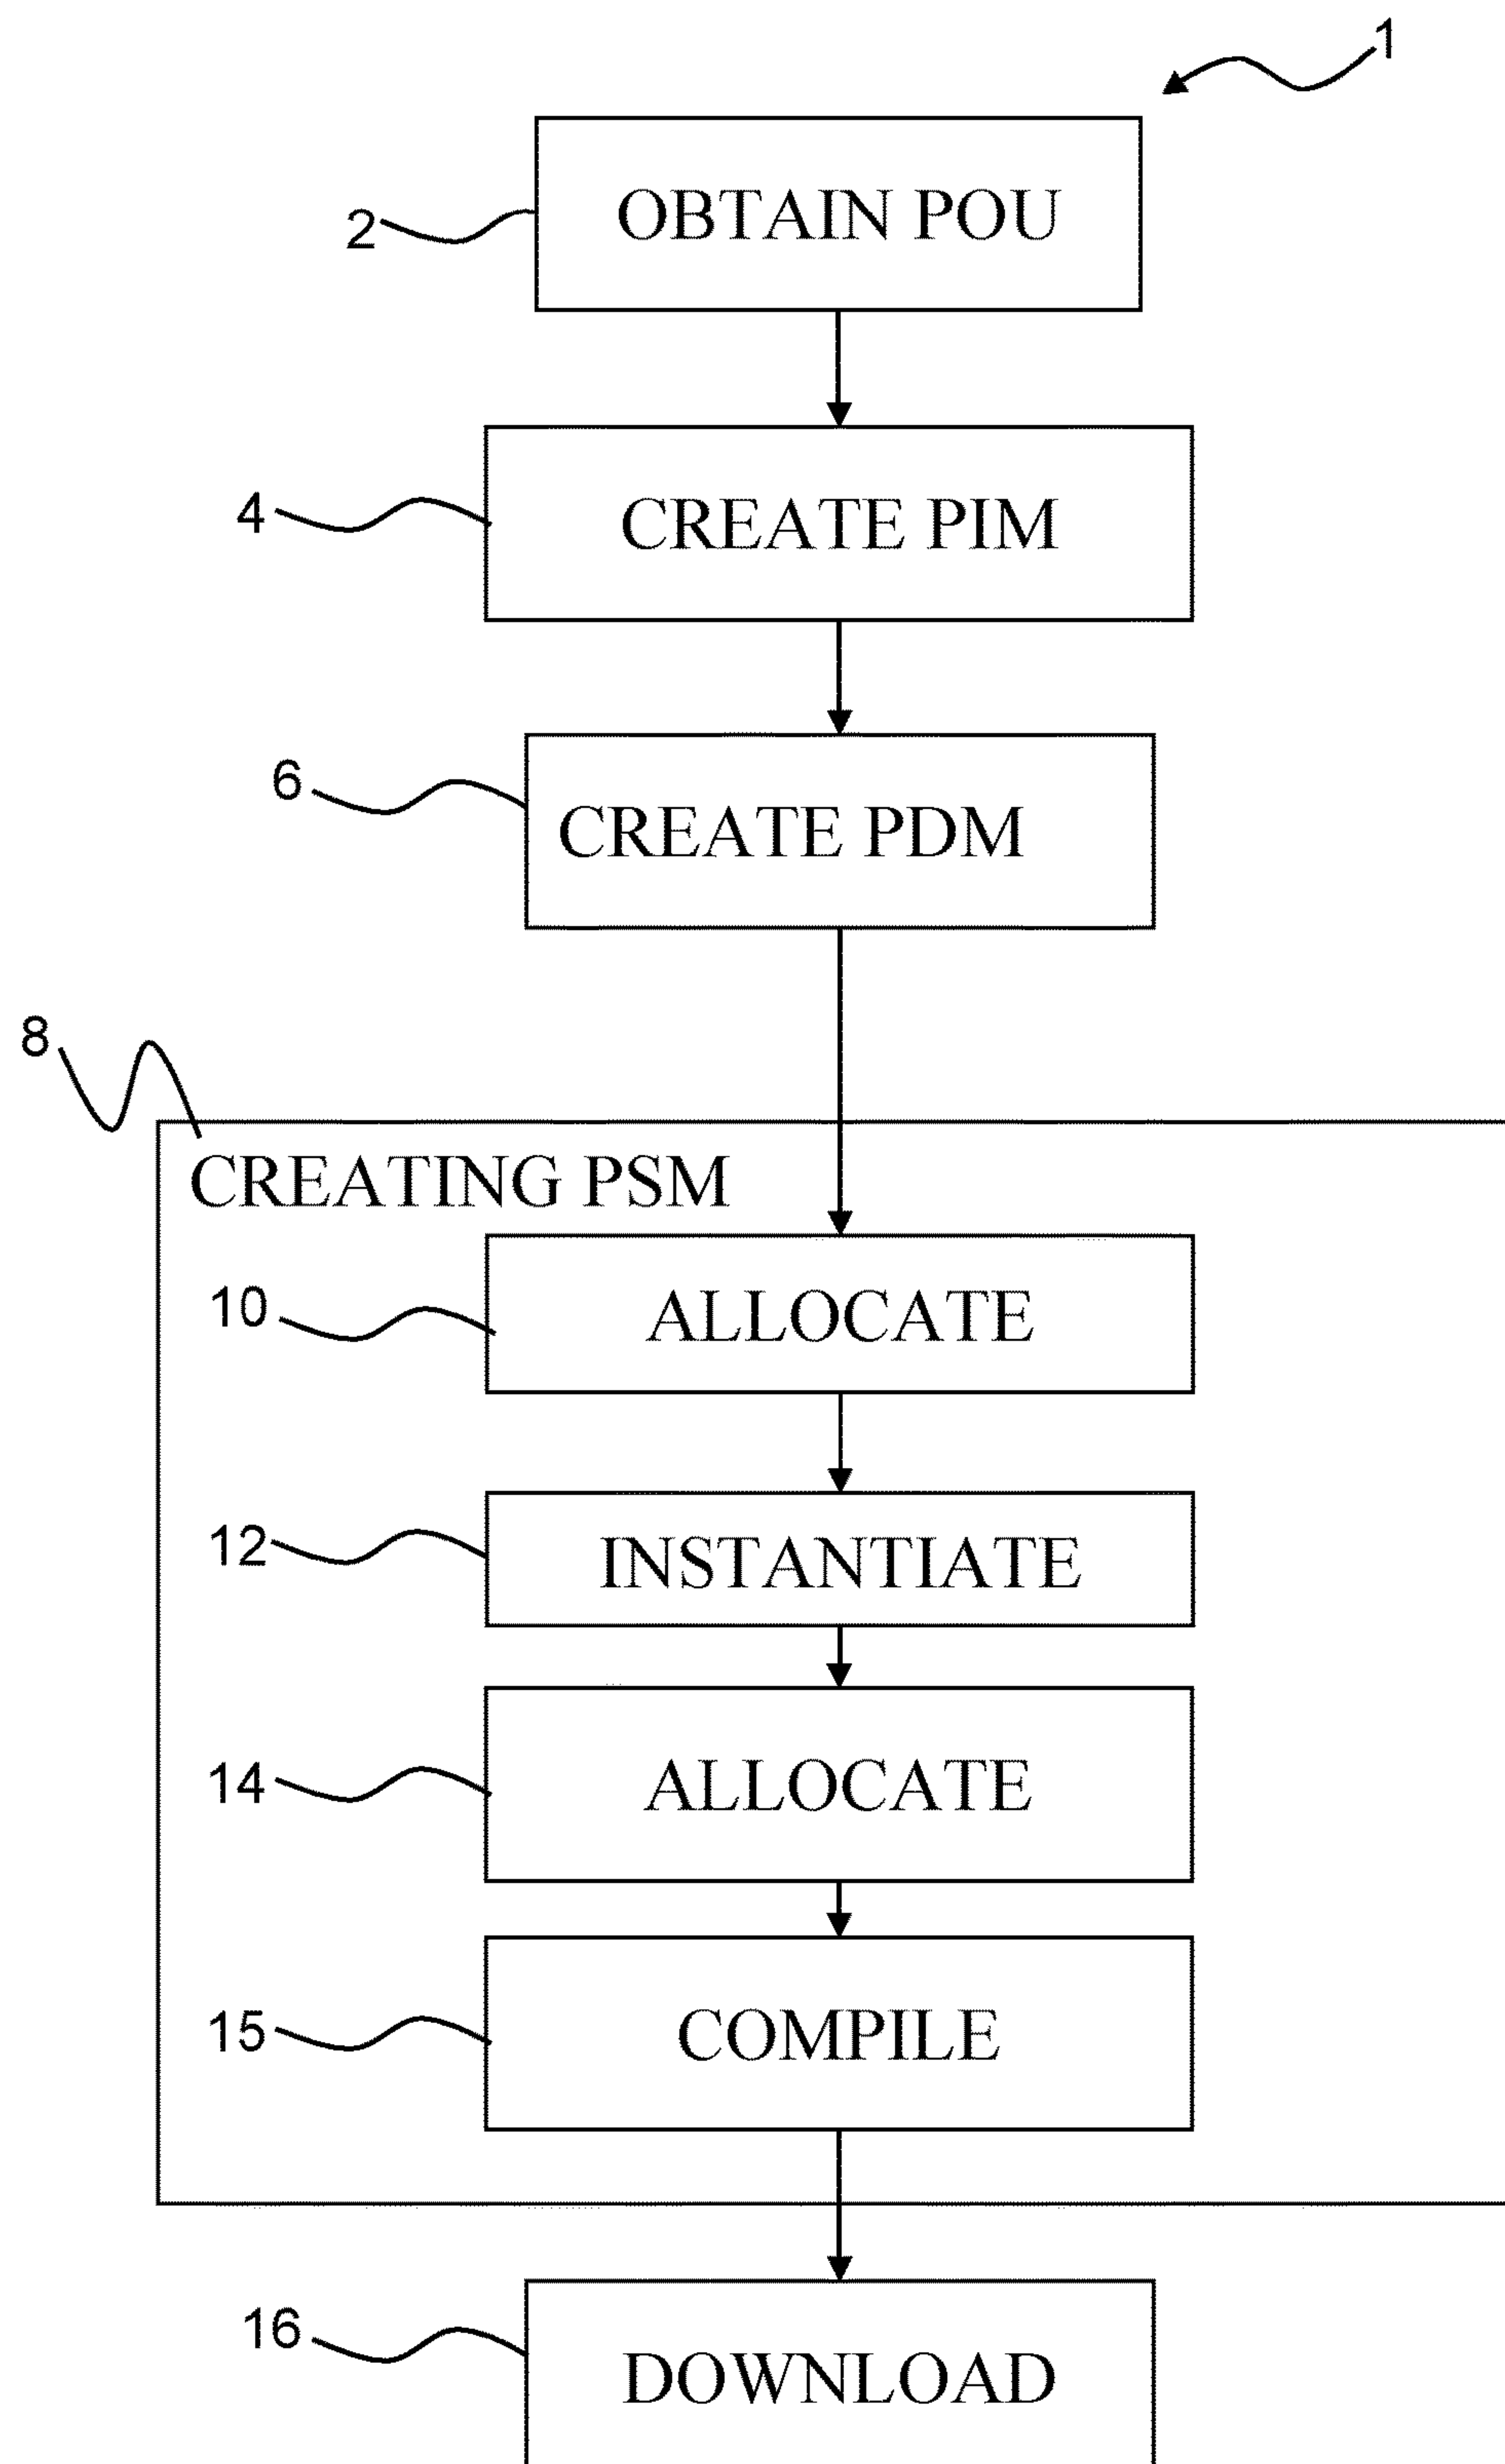 1
2
OBTAIN POU
4
CREATE PIM
6
CREATE PDM
8
CREATING PSM
10
ALLOCATE
12
INSTANTIATE
14
ALLOCATE
15
COMPILE
16
DOWNLOAD